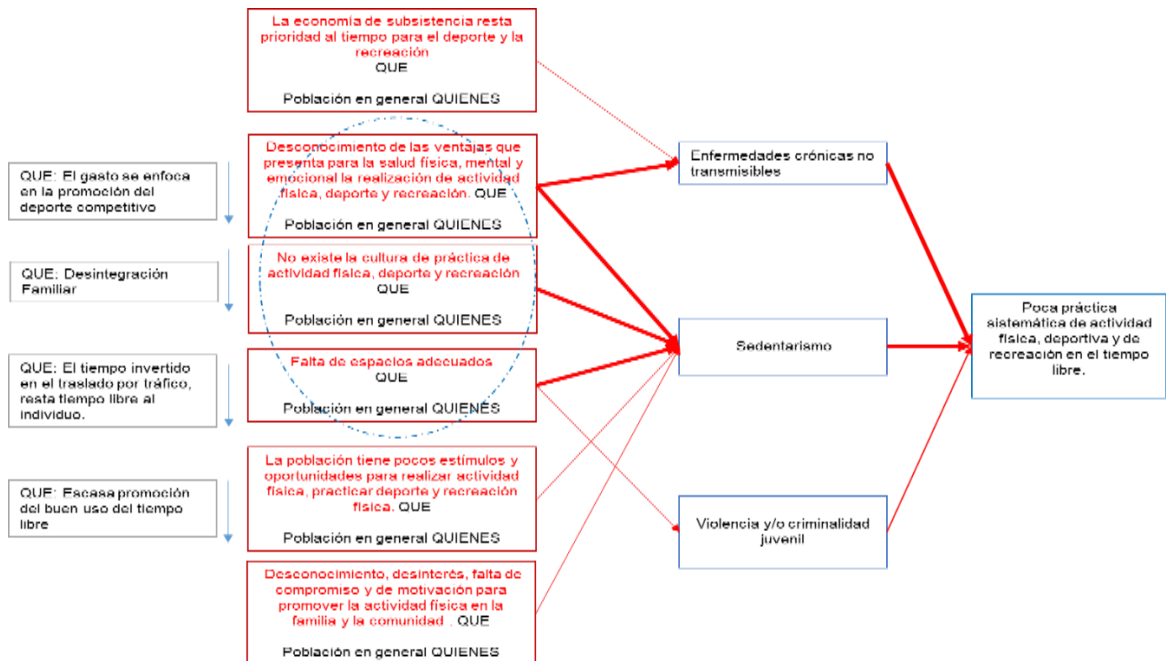 La economía de subsistencia resta
prioridad al tiempo para el deporte y la
recreación
QUE
Población en general QUIENES
QUE: El gasto se enfoca
en la promoción del
deporte competitivo
Desconocimiento de las ventajas que
presenta para la salud física, mental y
emocional la realización de actividad
física, deporte y recreación. QUE
Población en general QUIENES
QUE: Desintegración
Familiar
No existe la cultura de práctica de
actividad física, deporte y recreación
QUE
Población en general QUIENES
QUE: El tiempo invertido
en el traslado por tráfico,
resta tiempo libre al
individuo.
Falta de espacios adecuados
QUE
Población en general QUIENES
QUE: Escasa promoción
del buen uso del tiempo
libre
La población tiene pocos estímulos y
oportunidades para realizar actividad
física, practicar deporte y recreación
física. QUE
Población en general QUIENES
Desconocimiento, desinterés, falta de
compromiso y de motivación para
promover la actividad física en la
familia y la comunidad . QUE
Población en general QUIENES
Enfermedades crónicas no
transmisibles
Sedentarismo
Violencia y/o criminalidad
juvenil
Poca práctica
sistemática de actividad
física, deportiva y de
recreación en el tiempo
libre.